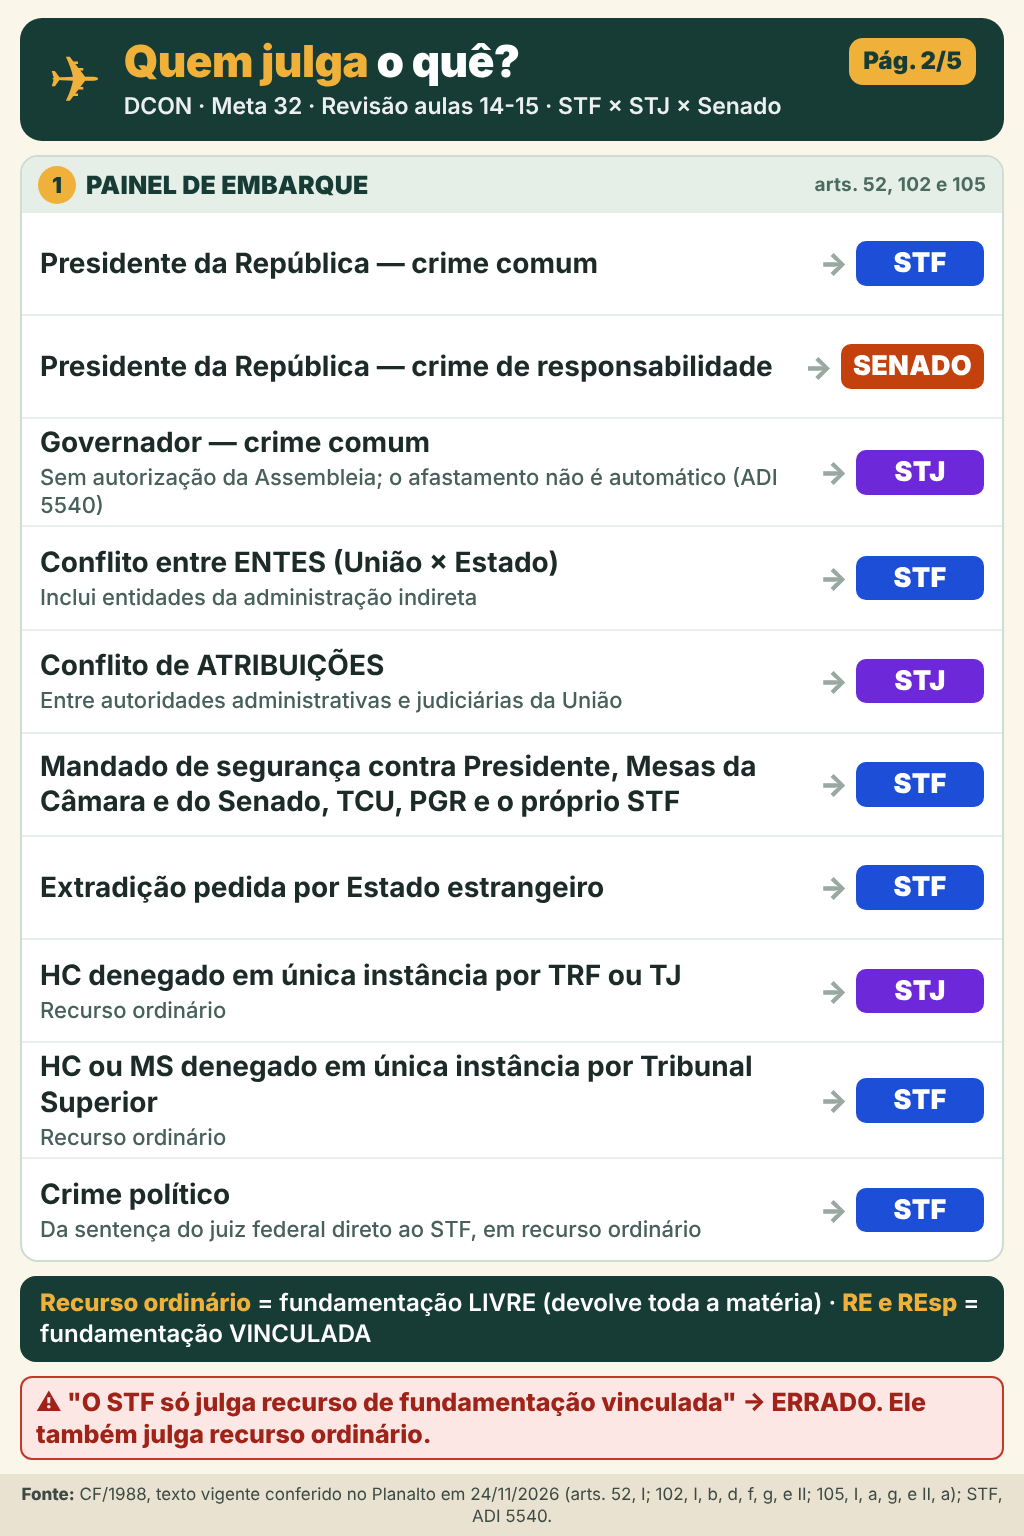 Quem julga o quê?
Pág. 2/5
DCON · Meta 32 · Revisão aulas 14-15 · STF × STJ × Senado
1 PAINEL DE EMBARQUE
arts. 52, 102 e 105
Presidente da República — crime comum
→ STF
Presidente da República — crime de responsabilidade
→ SENADO
Governador — crime comum
Sem autorização da Assembleia; o afastamento não é automático (ADI
5540)
→ STJ
Conflito entre ENTES (União × Estado)
Inclui entidades da administração indireta
→ STF
Conflito de ATRIBUIÇÕES
Entre autoridades administrativas e judiciárias da União
→ STJ
Mandado de segurança contra Presidente, Mesas da
Câmara e do Senado, TCU, PGR e o próprio STF
→ STF
Extradição pedida por Estado estrangeiro
→ STF
HC denegado em única instância por TRF ou TJ
Recurso ordinário
→ STJ
HC ou MS denegado em única instância por Tribunal
Superior
Recurso ordinário
→ STF
Crime político
Da sentença do juiz federal direto ao STF, em recurso ordinário
→ STF
Recurso ordinário = fundamentação LIVRE (devolve toda a matéria) · RE e REsp =
fundamentação VINCULADA
⚠ "O STF só julga recurso de fundamentação vinculada" → ERRADO. Ele
também julga recurso ordinário.
Fonte: CF/1988, texto vigente conferido no Planalto em 24/11/2026 (arts. 52, I; 102, I, b, d, f, g, e II; 105, I, a, g, e II, a); STF,
ADI 5540.